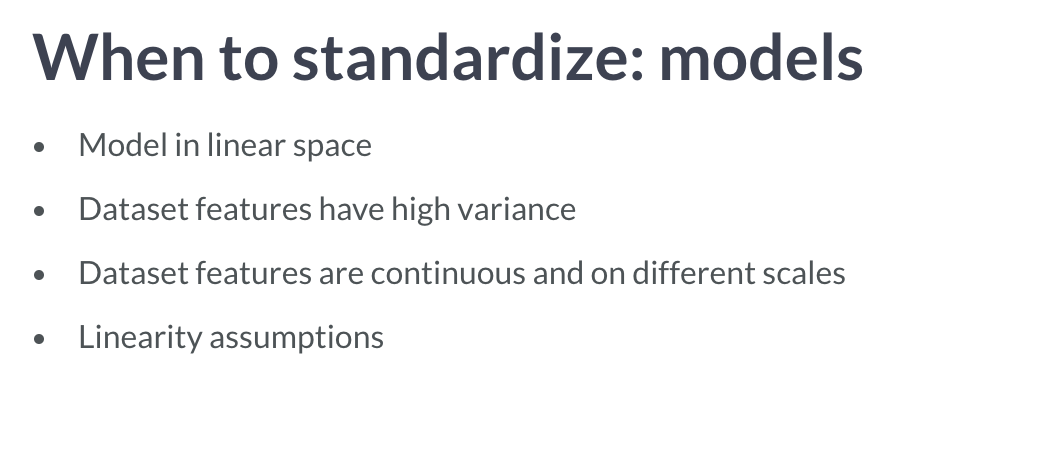 When to standardize: models
• Model in linear space
• Dataset features have high variance
• Dataset features are continuous and on different scales
• Linearity assumptions